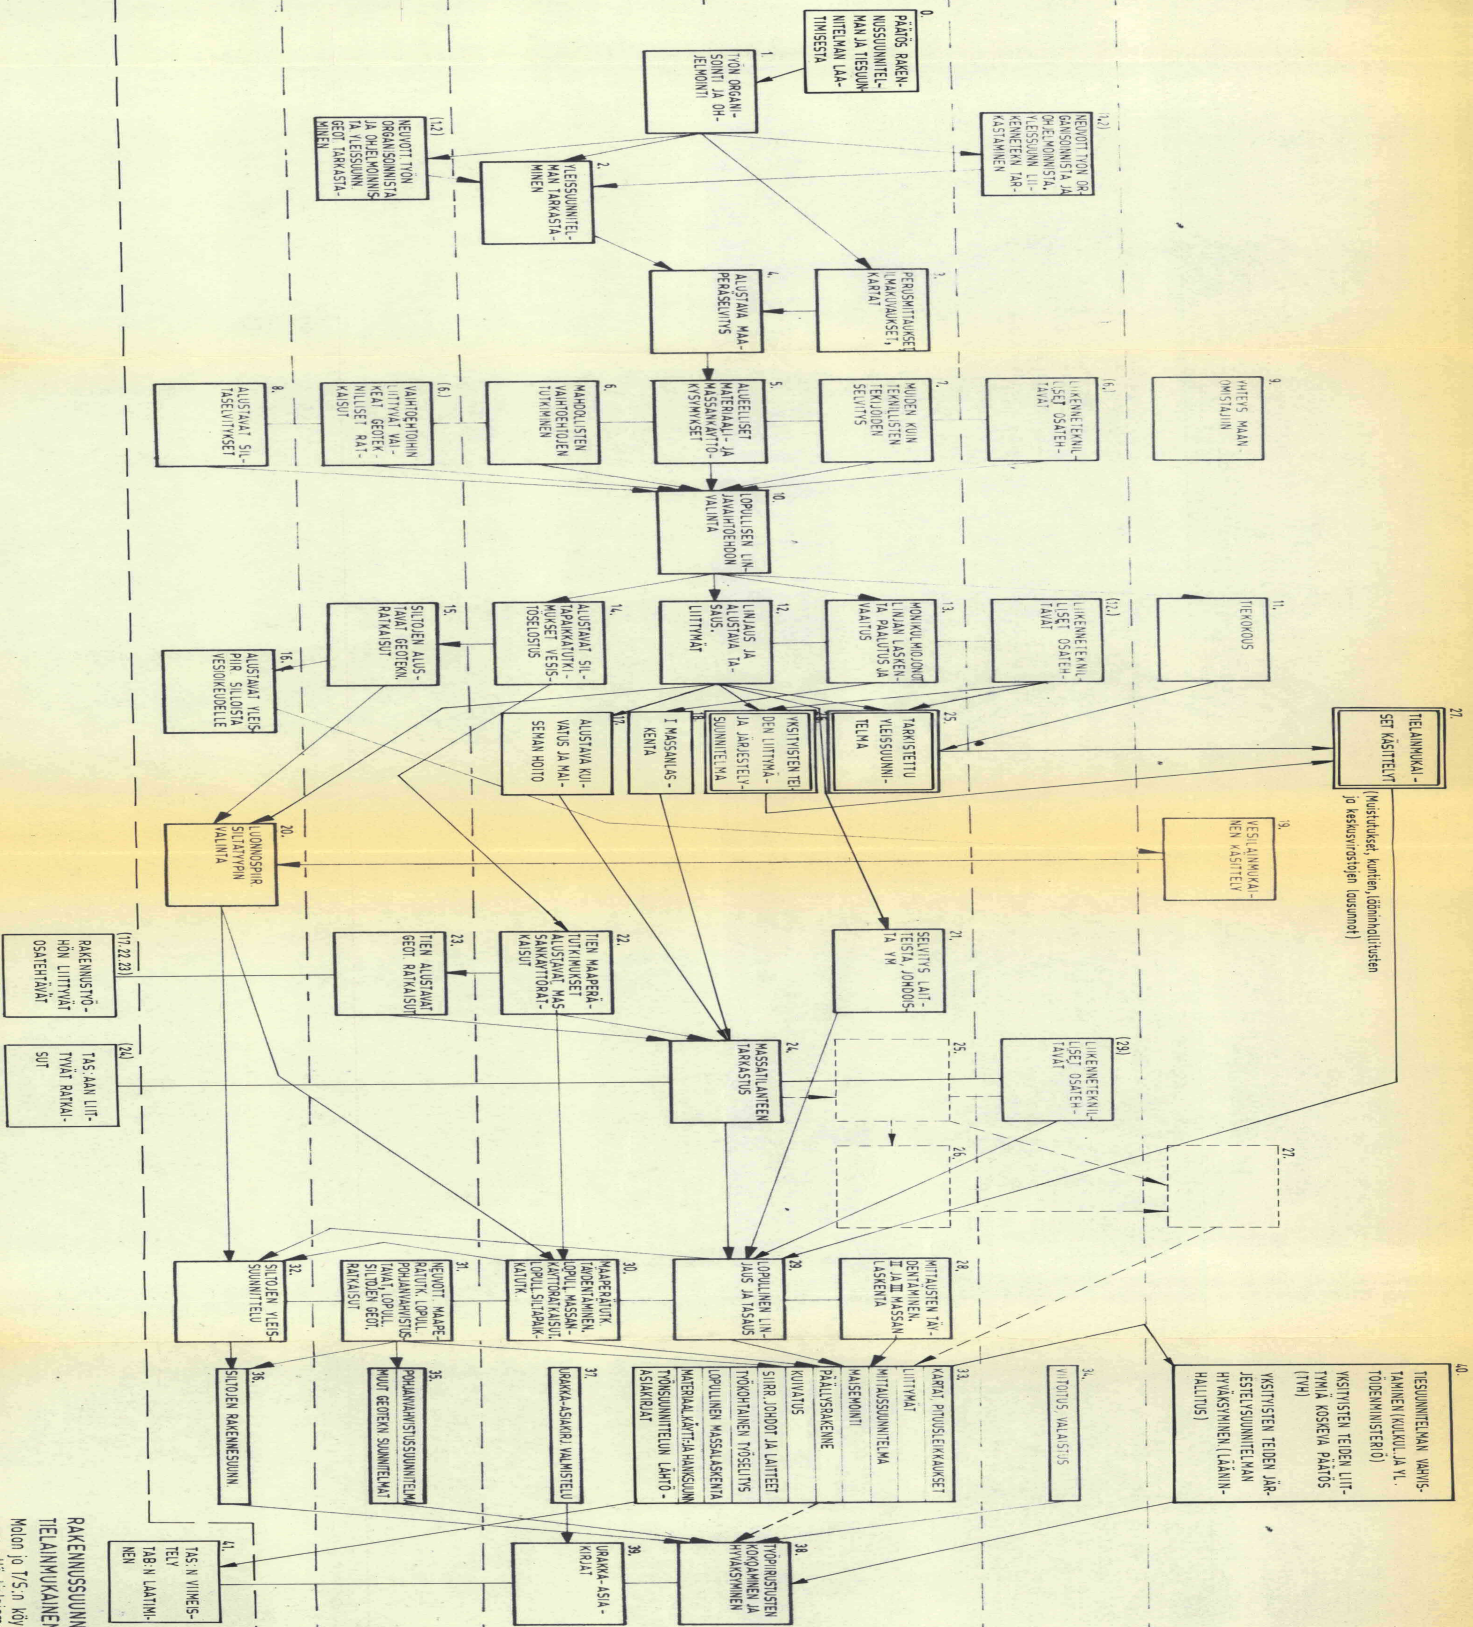 0.
PÄÄTÖS RAKEN-
NUSSUUNNITEL-
MAN JA TIESUUN-
NITELMAN LAA-
TIMISESTA
1.
TYÖN ORGANI-
SOINTI JA OH-
JELMOINTI
(1.2)
NEUVOTT. TYÖN OR-
GANISOINNISTA JA
OHJELMOINNISTA.
YLEISSUUNN LII-
KENNETEKN TAR-
KASTAMINEN
2.
YLEISSUUNNITEL-
MAN TARKASTA-
MINEN
(1.2)
NEUVOTT. TYÖN
ORGANISOINNISTA
JA OHJELMOINNIS
TA YLEISSUUNN
GEOT. TARKASTA-
MINEN
3.
PERUSMITTAUKSET
ILMAKUVAUKSET,
KARTAT
4.
ALUSTAVA MAA-
PERÄSELVITYS
9.
YHTEYS MAAN-
OMISTAJIIN
(6.)
LIIKENNETEKNIL-
LISET OSATEH-
TÄVÄT
7.
MUIDEN KUIN
TEKNILLISTEN
TEKIJÖIDEN
SELVITYS
5.
ALUEELLISET
MATERIAALI- JA
MASSANKÄYTTÖ-
KYSYMYKSET
6.
MAHDOLLISTEN
VAIHTOEHTOJEN
TUTKIMINEN
(6.)
VAIHTOEHTOIHIN
LIITTYVÄT VAI-
KEAT GEOTEK-
NILLISET RAT-
KAISUT
8.
ALUSTAVAT SIL-
TASELVITYKSET
10.
LOPULLISEN LIN-
JAVAIHTOEHDON
VALINTA
11.
TIEKOKOUS
(12.)
LIIKENNETEKNIL-
LISET OSATEH-
TÄVÄT
13.
MONIKULMIOJONOT
LINJAN LASKEN-
TA PAALUTUS JA
VAAITUS
12.
LINJAUS JA
ALUSTAVA TA-
SAUS.
LIITTYMÄT
14.
ALUSTAVAT SIL-
TAPAIKKATUTKI-
MUKSET VESIS-
TÖSELOSTUS
15.
SILTOJEN ALUS-
TAVAT GEOTEKN.
RATKAISUT
16.
ALUSTAVAT YLEIS
PIIR. SILLOISTA
VESIOIKEUDELLE
27.
TIELAINMUKAI-
SET KÄSITTELYT
(Muistutukset, kuntien, lääninhallitusten
ja keskusvirastojen lausunnot)
25.
TARKISTETTU
YLEISSUUNNI-
TELMA
YKSITYISTEN TEI-
DEN LIITTYMÄ-
JA JÄRJESTELY-
SUUNNITELMA
18.
I MASSANLAS-
KENTA
17.
ALUSTAVA KUI-
VATUS JA MAI-
SEMAN HOITO
19.
VESILAINMUKAI-
NEN KÄSITTELY
20.
LUONNOSPIIR.
SILTATYYPIN
VALINTA
21.
SELVITYS LAIT-
TEISTA, JOHDOIS-
TA YM
22.
TIEN MAAPERÄ-
TUTKIMUKSET
ALUSTAVAT MAS
SANKÄYTTÖRAT-
KAISUT
23.
TIEN ALUSTAVAT
GEOT. RATKAISUT
(17.22.23)
RAKENNUSTYÖ-
HÖN LIITTYVÄT
OSATEHTÄVÄT
(29.)
LIIKENNETEKNIL-
LISET OSATEH-
TÄVÄT
25.
24.
MASSATILANTEEN
TARKASTUS
(24)
TAS:AAN LIIT-
TYVÄT RATKAI-
SUT
27.
26.
28.
MITTAUSTEN TÄY-
DENTÄMINEN.
II JA III MASSAN
LASKENTA
29.
LOPULLINEN LIN-
JAUS JA TASAUS
30.
MAAPERÄTUTK.
TÄYDENTÄMINEN.
LOPULL. MASSAN-
KÄYTTÖRATKAISUT.
LOPULL. SILTAPAIK-
KATUTK.
31.
NEUVOTT. MAAPE-
RÄTUTK. LOPULL.
POHJANVAHVISTUS
TAVAT, LOPULL.
SILTOJEN GEOT.
RATKAISUT
32.
SILTOJEN YLEIS-
SUUNNITTELU
40.
TIESUUNNITELMAN VAHVIS-
TAMINEN (KULKUL. JA YL.
TÖIDENMINISTERIÖ)
YKSITYISTEN TEIDEN LIIT-
TYMIÄ KOSKEVA PÄÄTÖS
(TVH)
YKSITYISTEN TEIDEN JÄR-
JESTELYSUUNNITELMAN
HYVÄKSYMINEN. (LÄÄNIN-
HALLITUS)
34.
VIITOITUS, VALAISTUS
33.
KARTAT, PITUUSLEIKKAUKSET
LIITTYMÄT
MITTAUSSUUNNITELMA
MAISEMOINTI
PÄÄLLYSRAKENNE
KUIVATUS
SIIRR. JOHDOT JA LAITTEET
TYÖKOHTAINEN TYÖSELITYS
LOPULLINEN MASSALASKENTA
MATERIAAL.KÄYTT-JA HANK.SUUNN
TYÖNSUUNNITTELUN LÄHTÖ-
ASIAKIRJAT
37.
URAKKA-ASIAKIRJ. VALMISTELU
35.
POHJANVAHVISTUSSUUNNITELMA
MUUT GEOTEKN SUUNNITELMAT
36.
SILTOJEN RAKENNESUUNN.
38.
TYÖPIIRUSTUSTEN
KOKOAMINEN JA
HYVÄKSYMINEN
39.
URAKKA-ASIA-
KIRJAT
41.
TAS:N VIIMEIS-
TELY
TAB:N LAATIMI-
NEN
RAKENNUSSUUNN
TIELAINMUKAINEN
Malon ja T/S:n käy